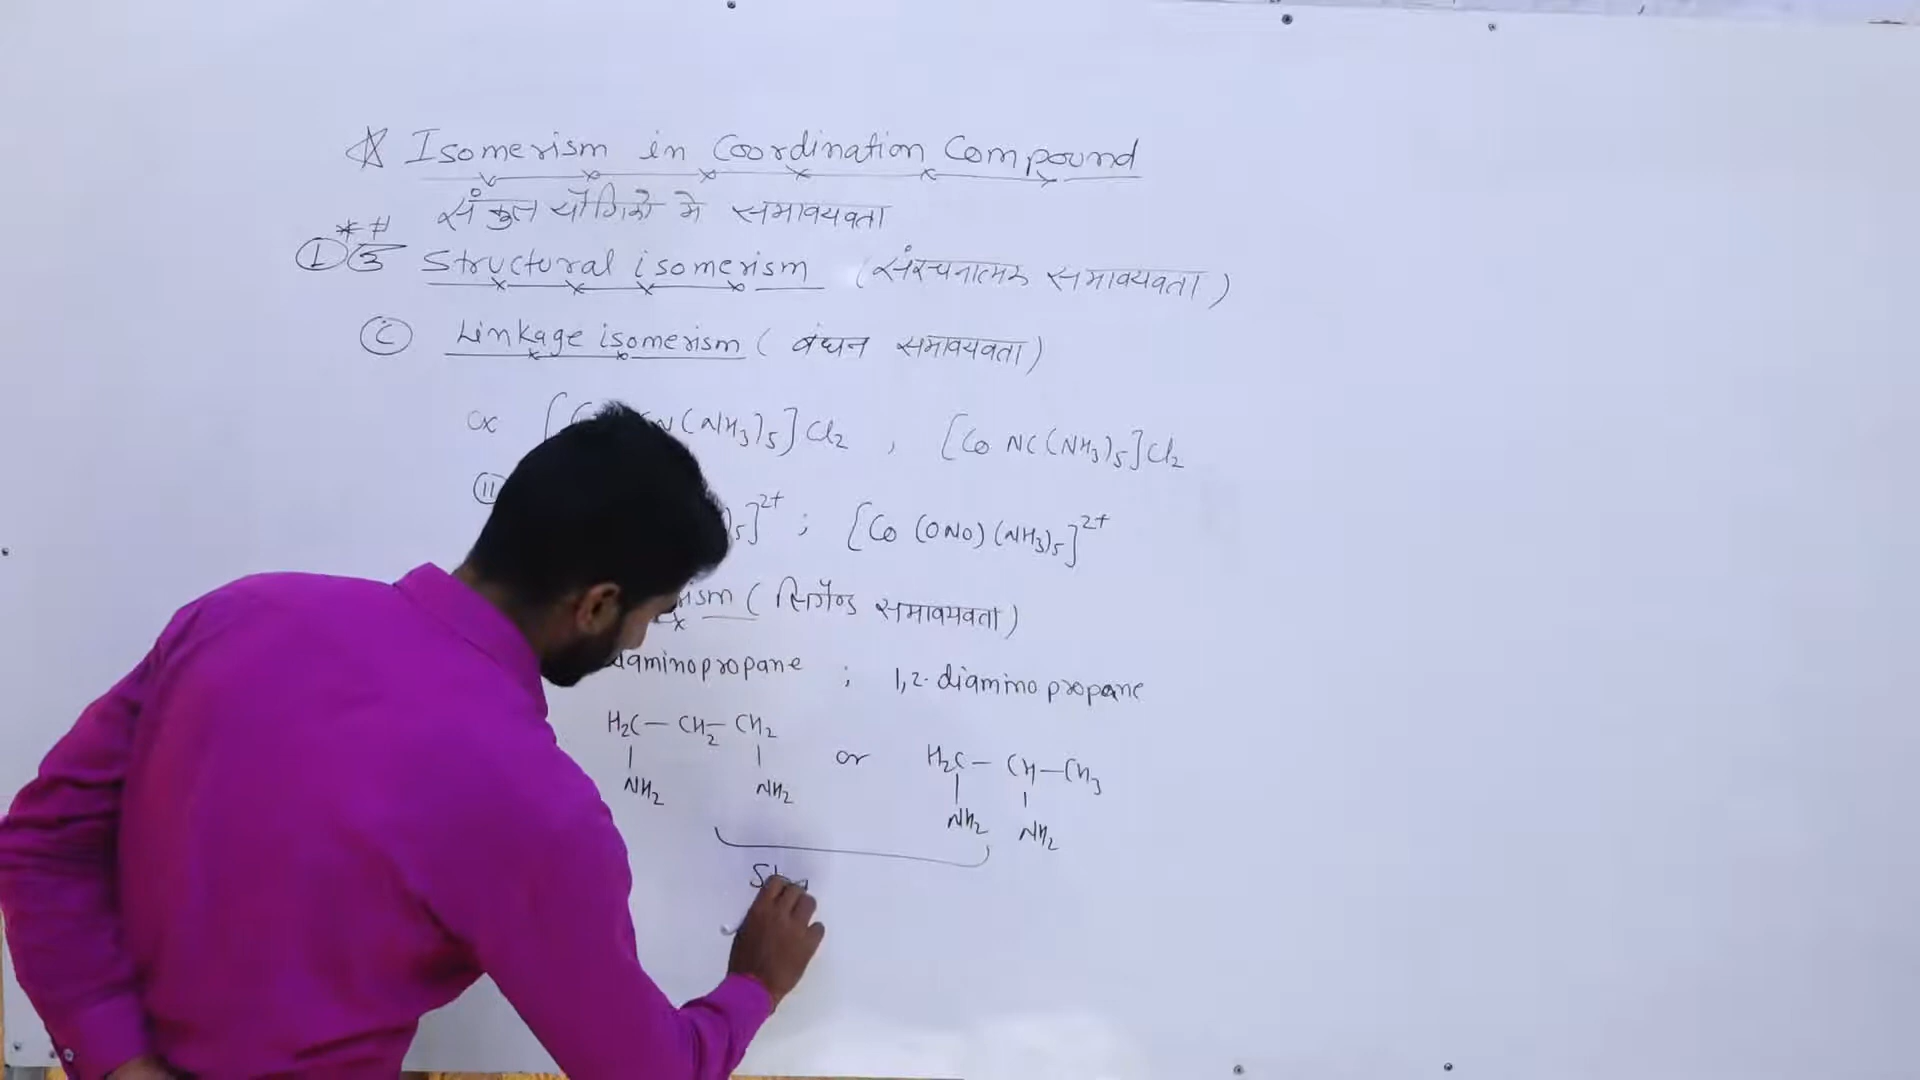 ☆ Isomerism in Coordination Compound
संकुल यौगिको मे समावयवता
* #
① ③ Structural isomerism (संरचनात्मक समावयवता)
Ⓒ Linkage isomerism (बंधन समावयवता)
ex [C N(NH3)5]Cl2 , [Co NC(NH3)5]Cl2
ⓘⓘ )5]2+ ; [Co (ONO)(NH3)5]2+
rism (लिगेंड समावयवता)
diaminopropane ; 1,2-diaminopropane
H2C — CH2 — CH2 or H2C — CH — CH3
NH2 NH2 NH2 NH2